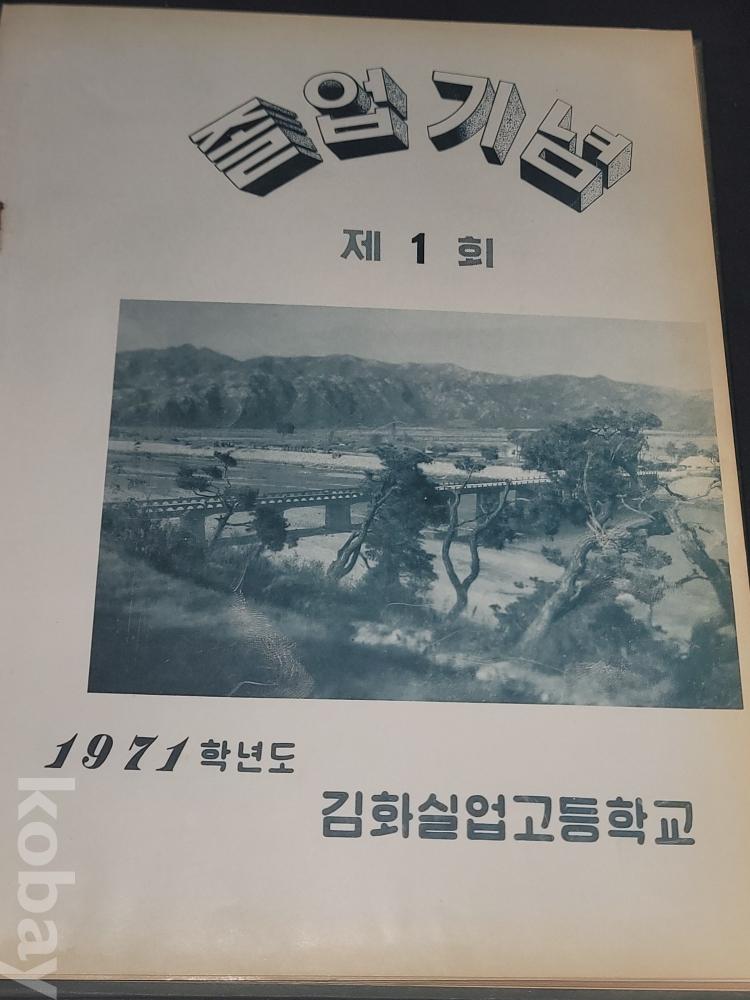 졸업기념
제 1 회
1971 학년도
김화실업고등학교
kobay